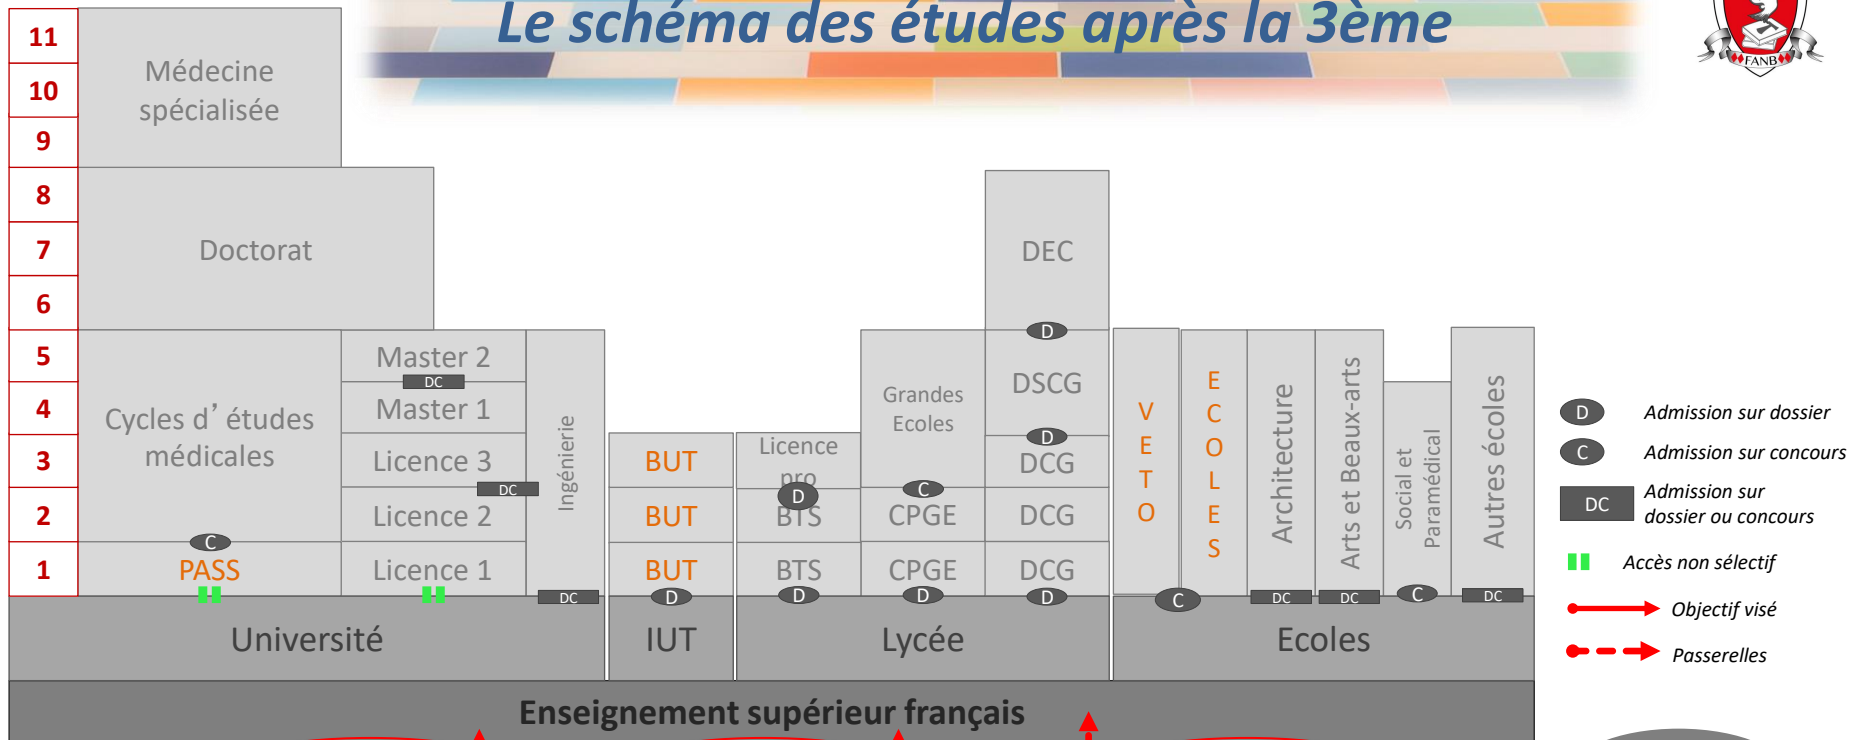 Le schéma des études après la 3ème
FANB
11
10
9
8
7
6
5
4
3
2
1
Médecine
spécialisée
Doctorat
Cycles d’ études
médicales
C
PASS
Master 2
DC
Master 1
Licence 3
DC
Licence 2
Licence 1
Ingénierie
DC
BUT
BUT
BUT
D
Licence
pro
D
BTS
BTS
D
Grandes
Ecoles
C
CPGE
CPGE
D
DEC
D
DSCG
D
DCG
DCG
DCG
D
VETO
ECOLES
C
Architecture
DC
Arts et Beaux-arts
DC
Social et
Paramédical
C
Autres écoles
DC
Université
IUT
Lycée
Ecoles
Enseignement supérieur français
D Admission sur dossier
C Admission sur concours
DC Admission sur
dossier ou concours
Accès non sélectif
Objectif visé
Passerelles